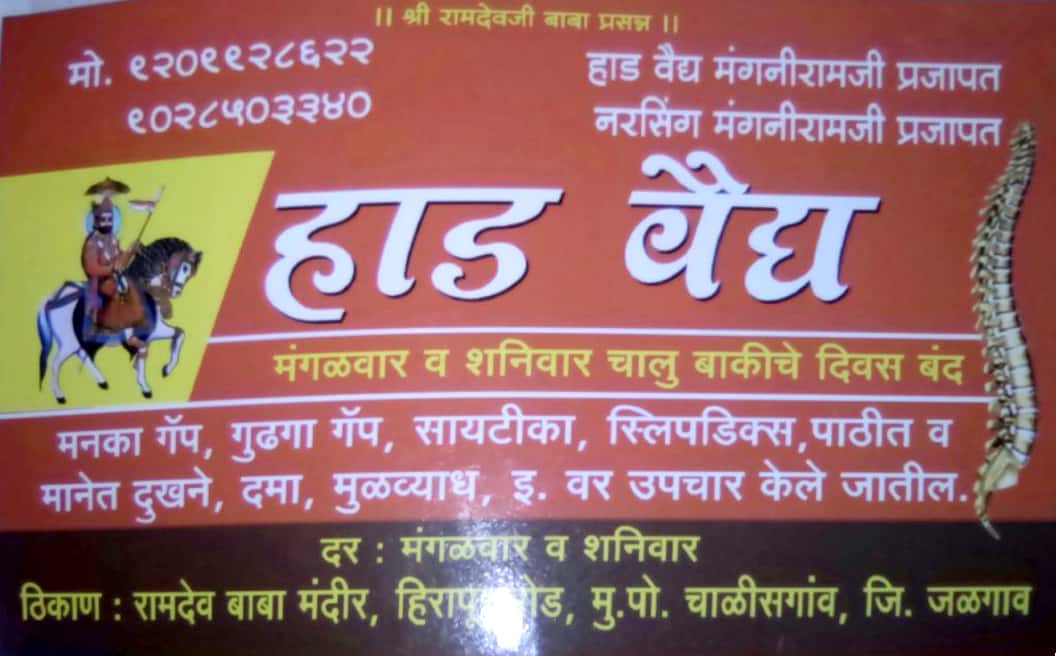 ।। श्री रामदेवजी बाबा प्रसन्न ।।
मो. ९२०९९२८६२२
९०२८५०३३४०
हाड वैद्य मंगनीरामजी प्रजापत
नरसिंग मंगनीरामजी प्रजापत
हाड वैद्य
मंगळवार व शनिवार चालु बाकीचे दिवस बंद
मनका गॅप, गुढगा गॅप, सायटीका, स्लिपडिक्स,पाठीत व
मानेत दुखने, दमा, मुळव्याध, इ. वर उपचार केले जातील.
दर : मंगळवार व शनिवार
ठिकाण : रामदेव बाबा मंदीर, मु.पो. चाळीसगांव, जि. जळगाव